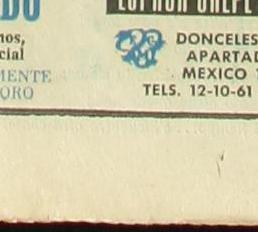 DO
nos,
cial
MENTE
ORO
DONCELES
APARTAD
MEXICO
TELS. 12-10-61